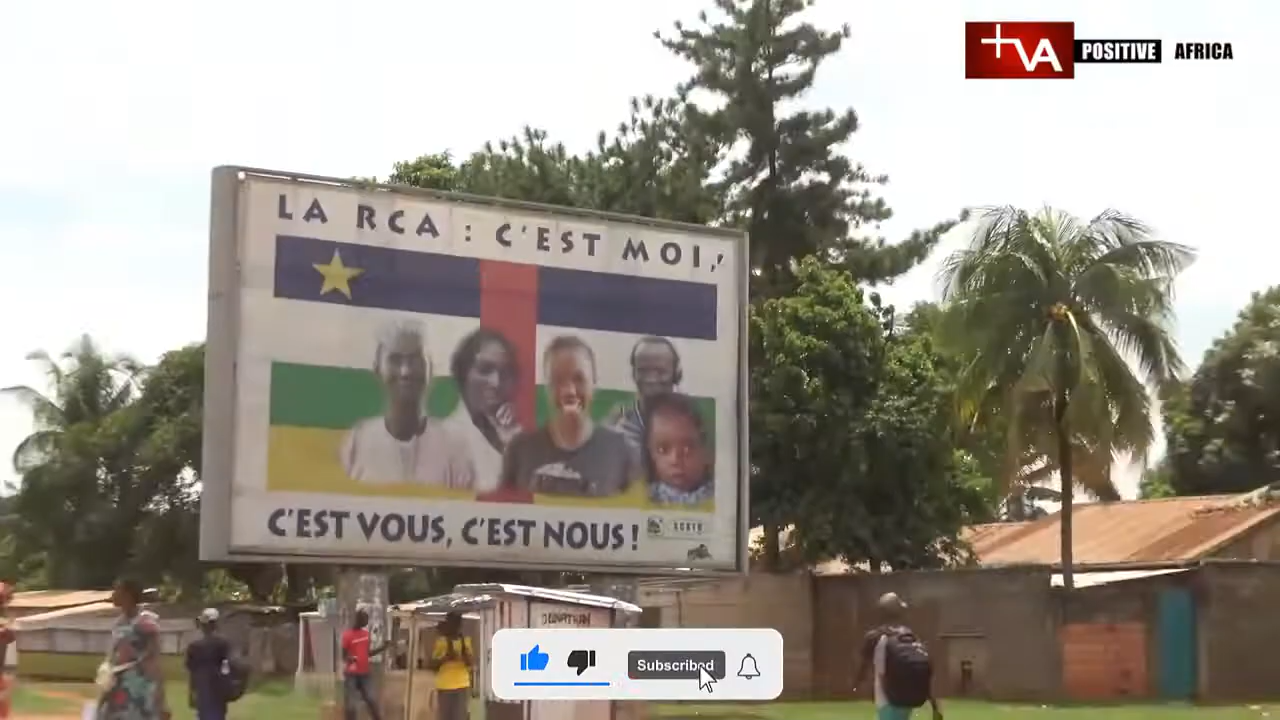 +VA POSITIVE AFRICA
LA RCA : C'EST MOI,
C'EST VOUS, C'EST NOUS !
Subscribed